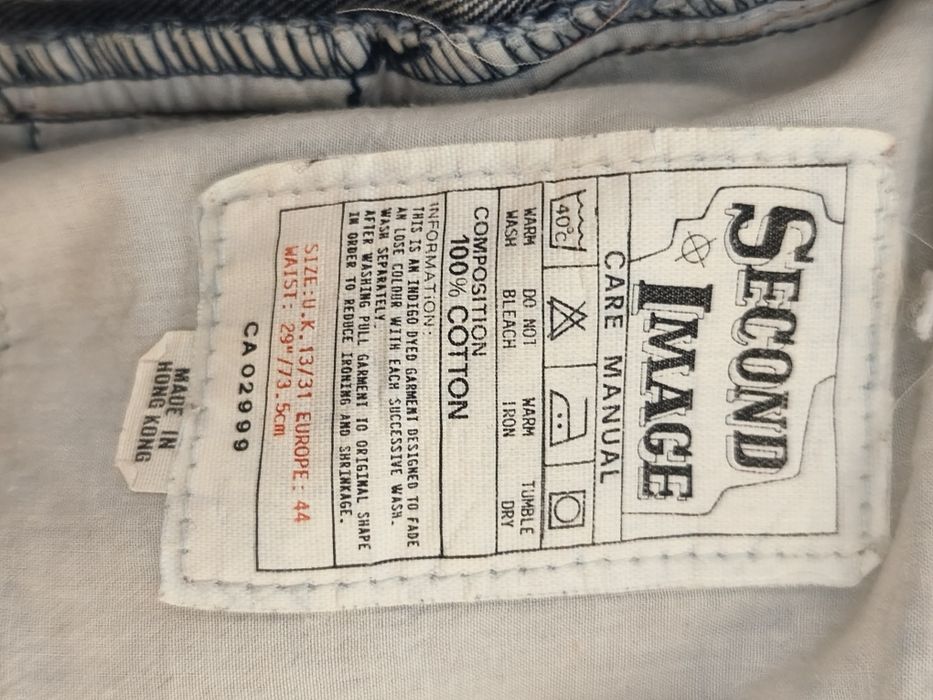 SECOND
IMAGE
CARE MANUAL
40°c
WARM WASH
DO NOT BLEACH
WARM IRON
TUMBLE DRY
COMPOSITION
100% COTTON
INFORMATION:
THIS IS AN INDIGO DYED GARMENT DESIGNED TO FADE
AN LOSE COLOUR WITH EACH SUCCESSIVE WASH.
WASH SEPARATELY.
AFTER WASHING PULL GARMENT TO ORIGINAL SHAPE
IN ORDER TO REDUCE IRONING AND SHRINKAGE.
SIZE:U.K.13/31 EUROPE: 44
WAIST: 29"/73.5cm
CA02999
MADE IN
HONG KONG